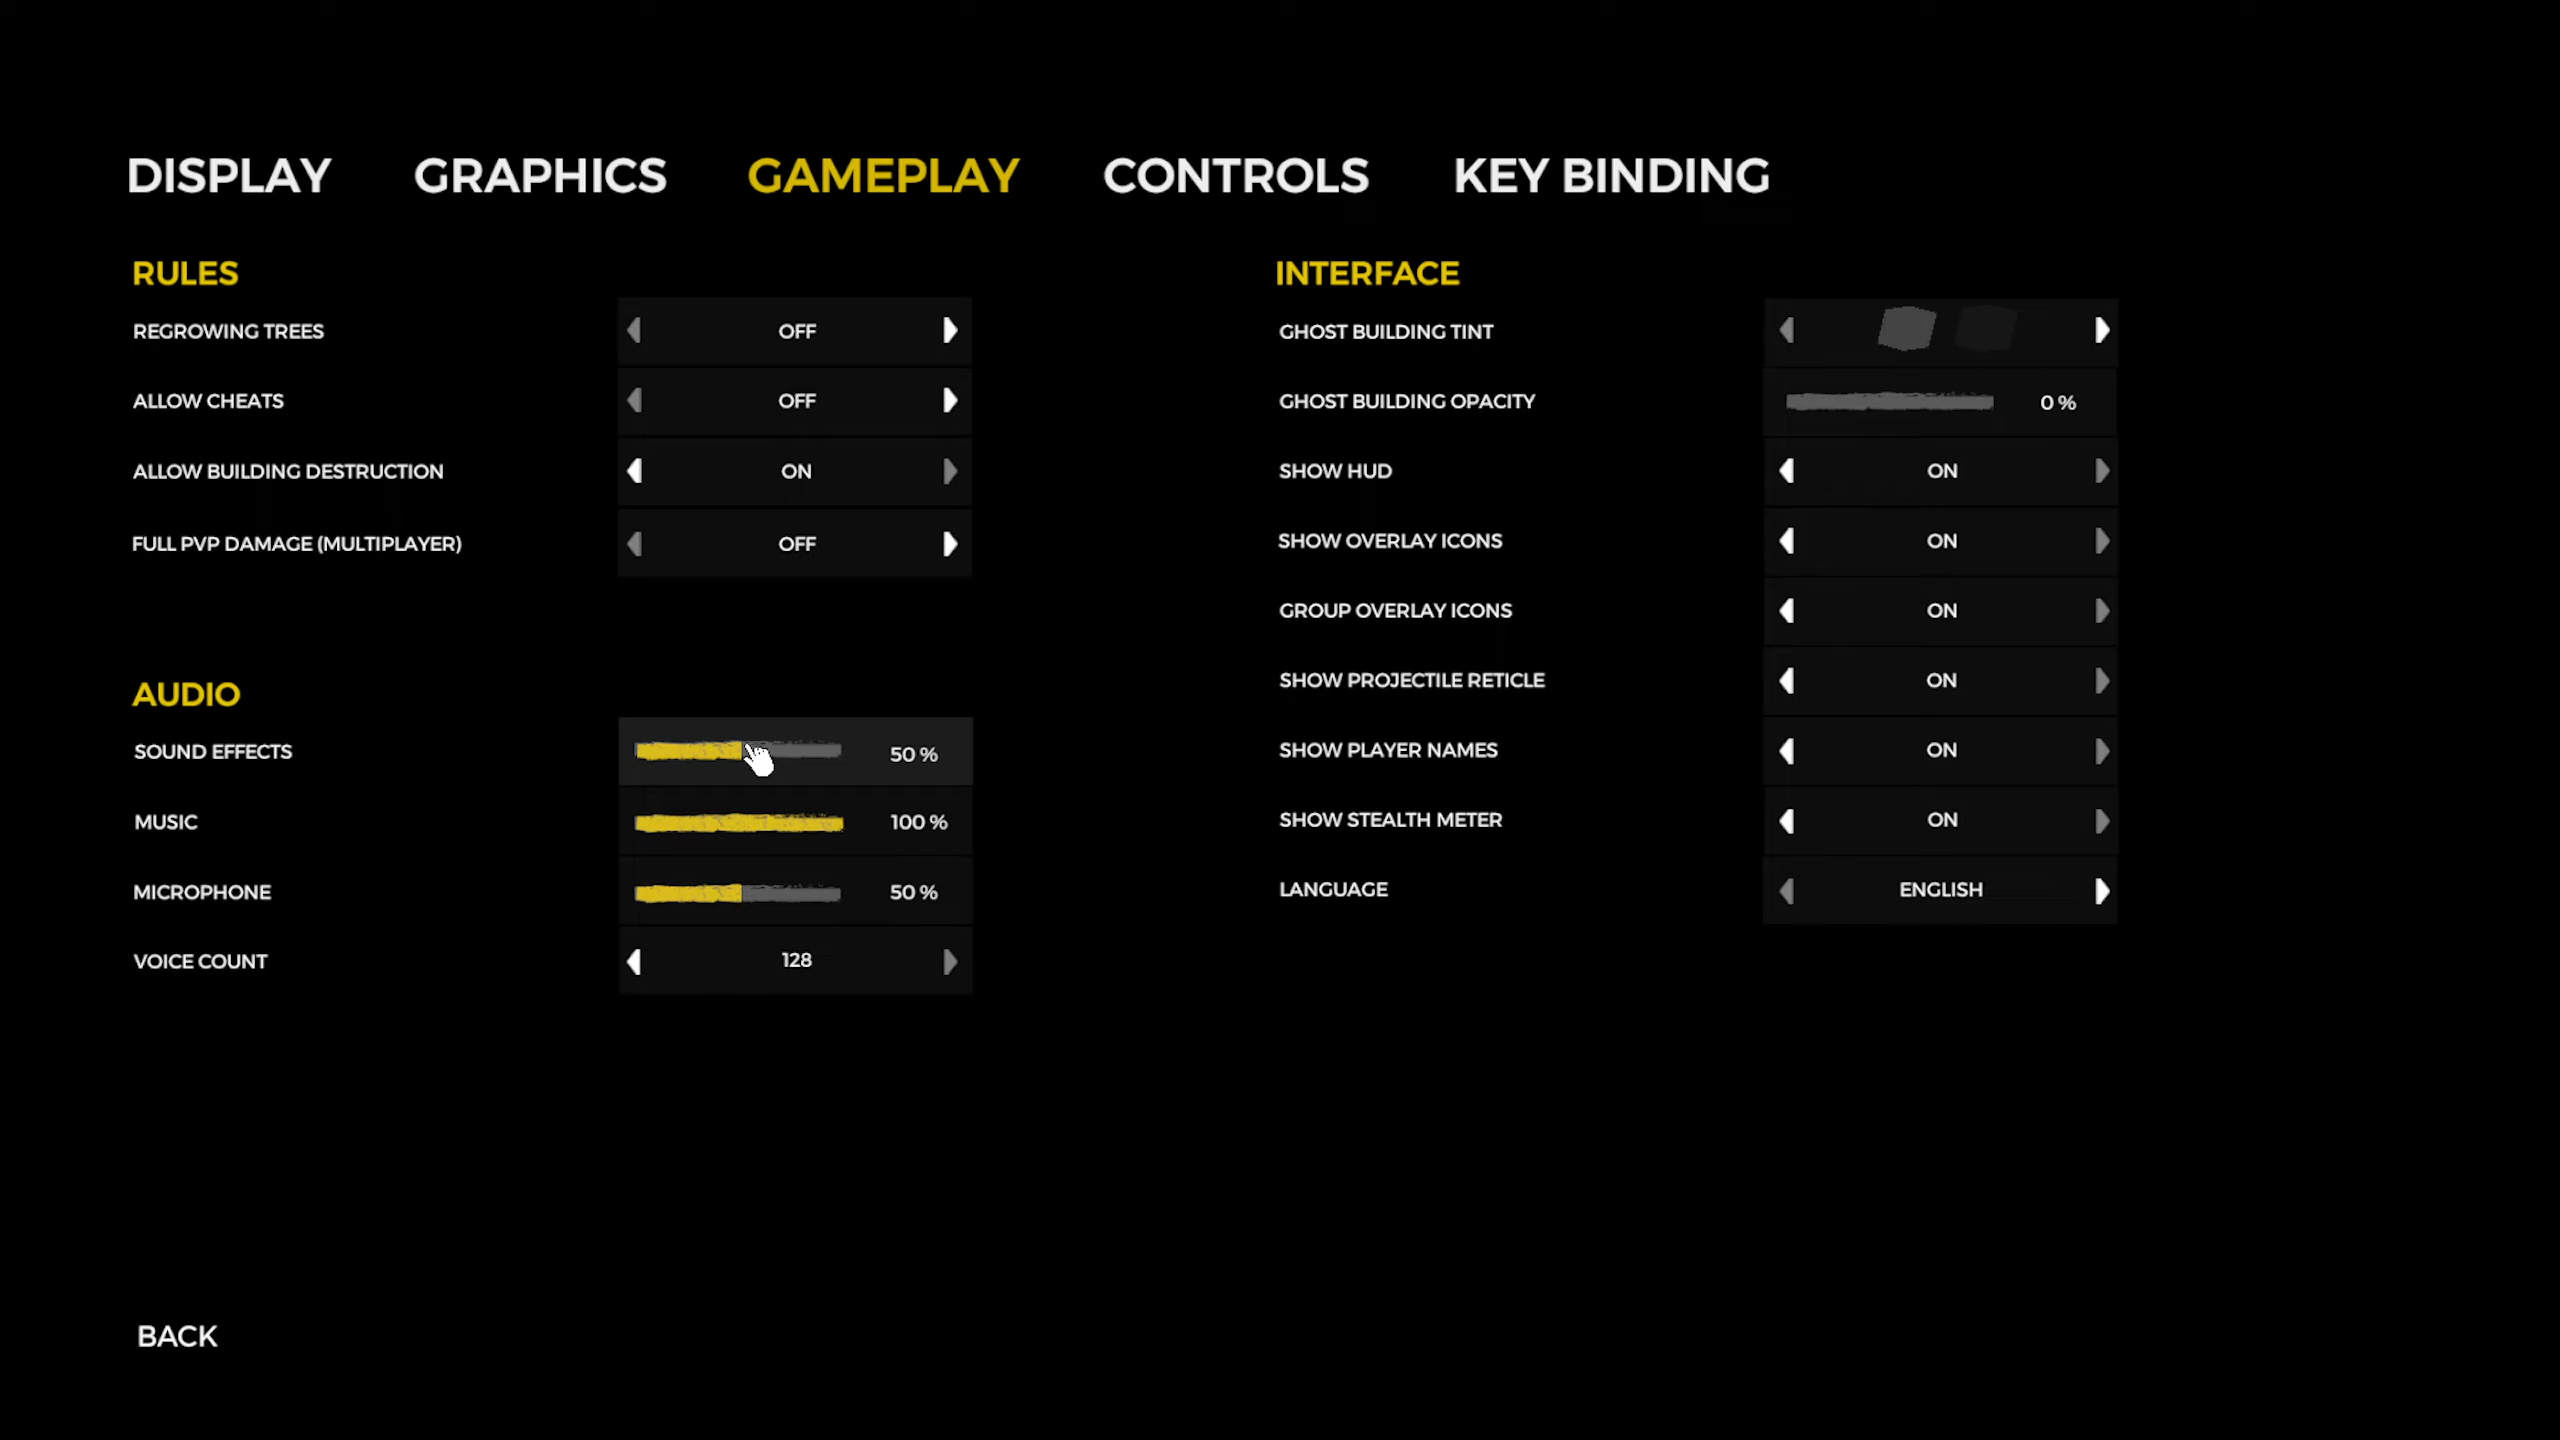 DISPLAY GRAPHICS GAMEPLAY CONTROLS KEY BINDING
RULES
REGROWING TREES OFF
ALLOW CHEATS OFF
ALLOW BUILDING DESTRUCTION ON
FULL PVP DAMAGE (MULTIPLAYER) OFF
AUDIO
SOUND EFFECTS 50 %
MUSIC 100 %
MICROPHONE 50 %
VOICE COUNT 128
INTERFACE
GHOST BUILDING TINT
GHOST BUILDING OPACITY 0 %
SHOW HUD ON
SHOW OVERLAY ICONS ON
GROUP OVERLAY ICONS ON
SHOW PROJECTILE RETICLE ON
SHOW PLAYER NAMES ON
SHOW STEALTH METER ON
LANGUAGE ENGLISH
BACK